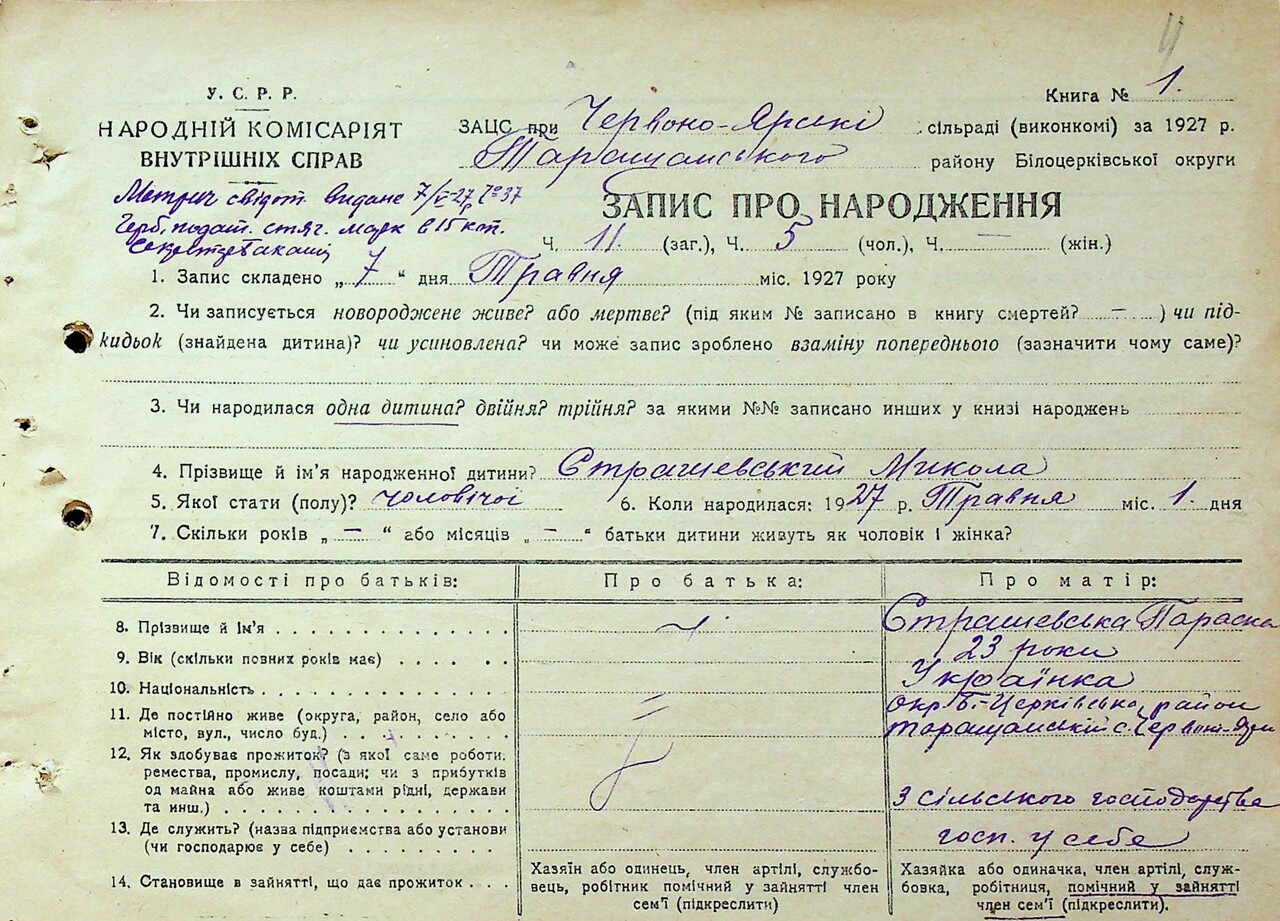 У. С. Р. Р.
НАРОДНІЙ КОМІСАРІЯТ
ВНУТРІШНІХ СПРАВ
Книга № 1.
ЗАЦС при Червоно-Ярські сільраді (виконкомі) за 1927 р.
Таращанського району Білоцерківської округи
Метрич свідот. видане 7/V-27р №37
Герб. подат. стяг. марк в 15 коп.
ЗАПИС ПРО НАРОДЖЕННЯ
Ч. 11. (заг.), Ч. 5 (чол.), Ч. — (жін.)
1. Запис складено „ 7 " дня Травня міс. 1927 року
2. Чи записується новороджене живе? або мертве? (під яким № записано в книгу смертей? — ) чи під-
кидьок (знайдена дитина)? чи усиновлена? чи може запис зроблено взаміну попереднього (зазначити чому саме)?
3. Чи народилася одна дитина? двійня? трійня? за якими №№ записано инших у книзі народжень
4. Прізвище й ім'я народженної дитини? Страшевський Микола
5. Якої стати (полу)? чоловічої 6. Коли народилася: 1927 р. Травня міс. 1. дня
7. Скільки років „ — " або місяців „ — " батьки дитини живуть як чоловік і жінка?
Відомості про батьків: Про батька: Про матір:
8. Прізвище й ім'я Страшевська Параска
9. Вік (скільки повних років має) 23 роки
10. Національність Українка
11. Де постійно живе (округа, район, село або окр. Б.-Церківська, район
місто, вул., число буд.) Таращанський с.
12. Як здобуває прожиток? (з якої саме роботи,
ремества, промислу, посади; чи з прибутків
од майна або живе коштами рідні, держави
та инш.) З сільського господарства
13. Де служить? (назва підприємства або установи
(чи господарює у себе) госп. у себе
14. Становище в зайнятті, що дає прожиток
Хазяїн або одинець, член артілі, службо-
вець, робітник помічний у зайнятті член
сем'ї (підкреслити)
Хазяйка або одиначка, член артілі, служ-
бовка, робітниця, помічний у зайнятті
член сем'ї (підкреслити).